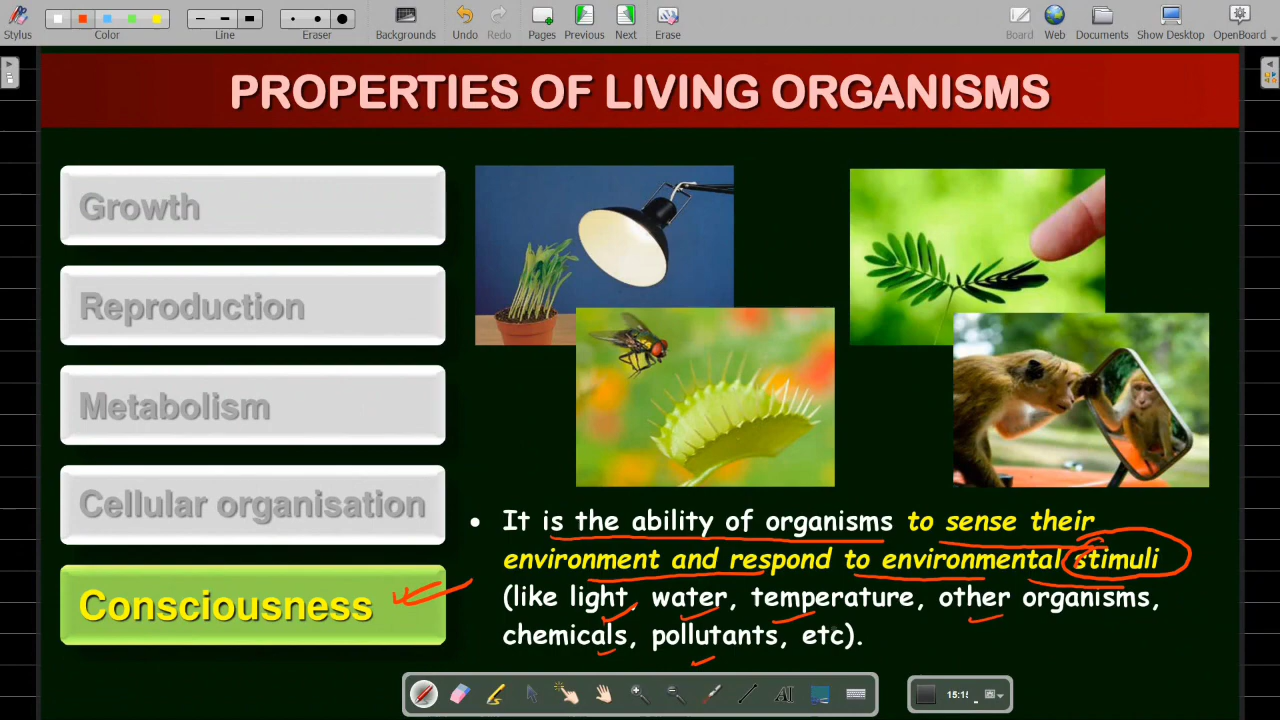 Stylus
Color
Line
Eraser
Backgrounds
Undo
Redo
Pages
Previous
Next
Erase
Board
Web
Documents
Show Desktop
OpenBoard
PROPERTIES OF LIVING ORGANISMS
Growth
Reproduction
Metabolism
Cellular organisation
Consciousness
• It is the ability of organisms to sense their
environment and respond to environmental stimuli
(like light, water, temperature, other organisms,
chemicals, pollutants, etc).
AI